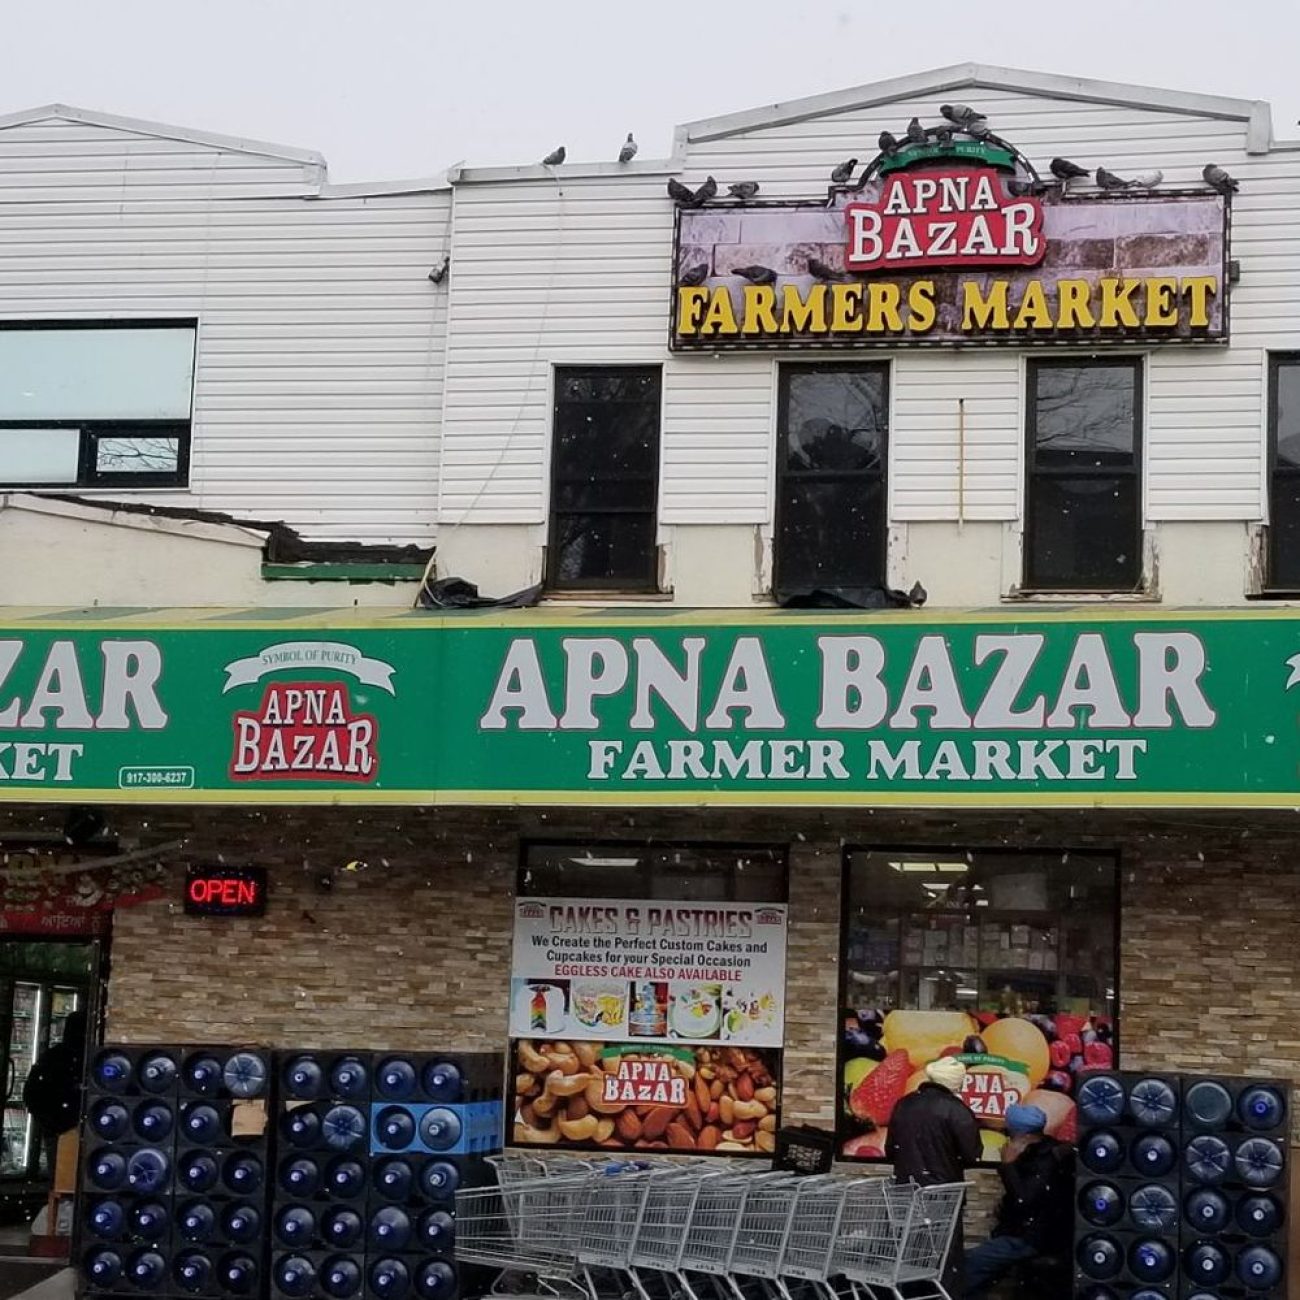 SYMBOL OF PURITY
APNA
BAZAR
FARMERS MARKET
ZAR
KET
SYMBOL OF PURITY
APNA
BAZAR
917-300-6237
APNA BAZAR
FARMER MARKET
OPEN
CAKES & PASTRIES
We Create the Perfect Custom Cakes and
Cupcakes for your Special Occasion
EGGLESS CAKE ALSO AVAILABLE
APNA
BAZAR
PNA
ZAR